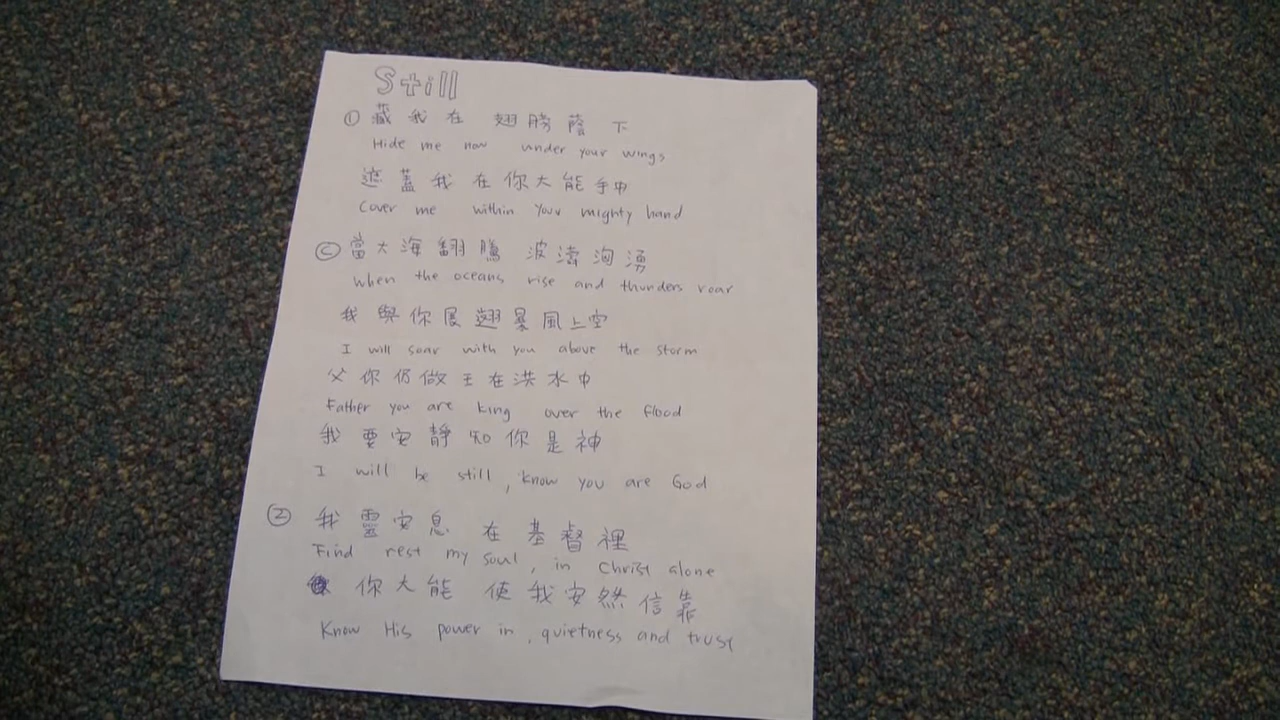 Still
① 藏我在 翅膀蔭下
Hide me now under your wings
遮蓋我在你大能手中
Cover me within your mighty hand
Ⓒ 當大海翻騰 波濤洶湧
when the oceans rise and thunders roar
我與你展翅暴風上空
I will soar with you above the storm
父你仍做王在洪水中
Father you are king over the flood
我要安靜知你是神
I will be still, know you are God
② 我靈安息 在基督裡
Find rest my soul, in Christ alone
你大能 使我安然信靠
Know His power in, quietness and trust